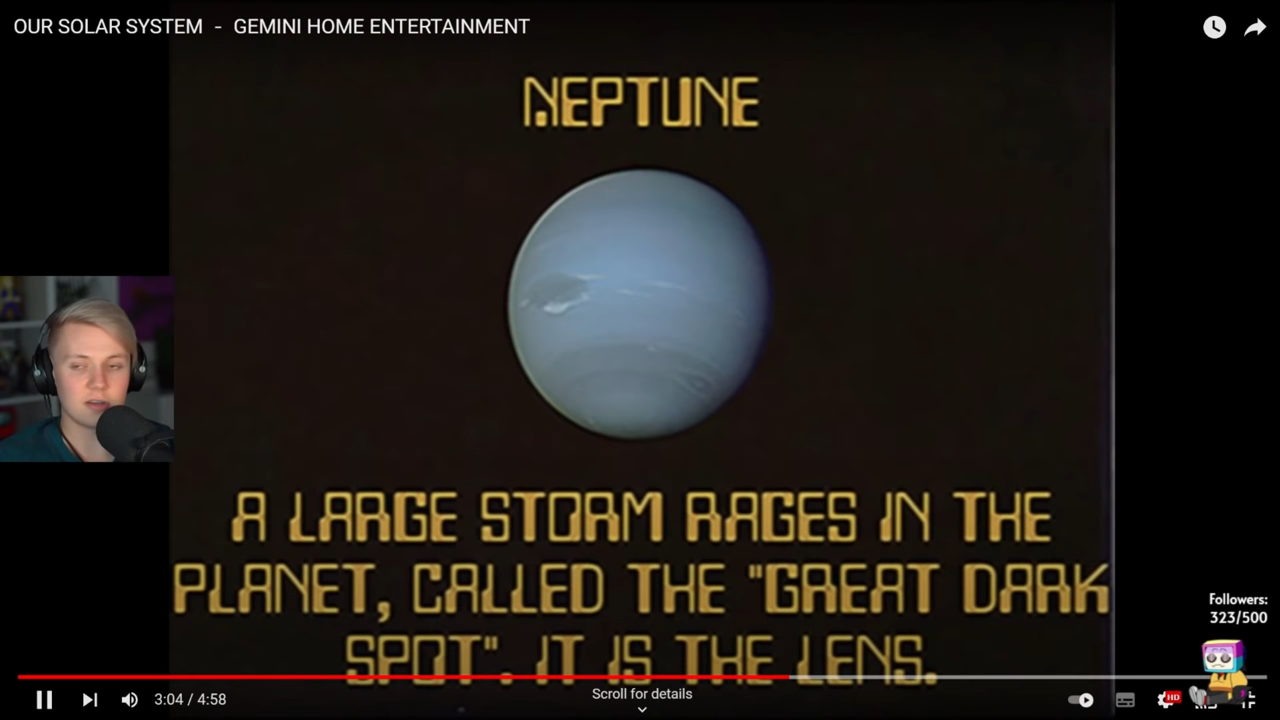 OUR SOLAR SYSTEM - GEMINI HOME ENTERTAINMENT
NEPTUNE
A LARGE STORM RAGES IN THE
PLANET, CALLED THE "GREAT DARK
SPOT". IT IS THE LENS.
Followers:
323/500
3:04 / 4:58
Scroll for details
HD